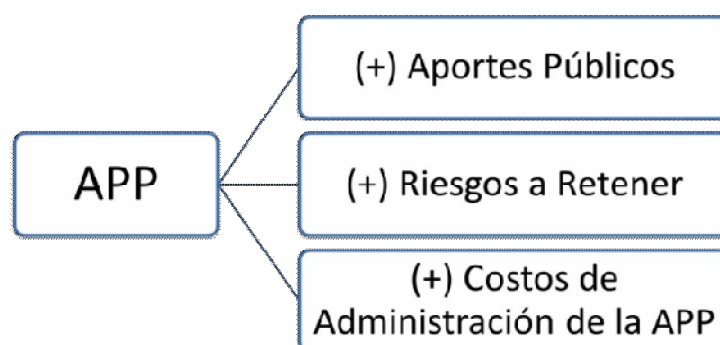 APP
(+) Aportes Públicos
(+) Riesgos a Retener
(+) Costos de
Administración de la APP